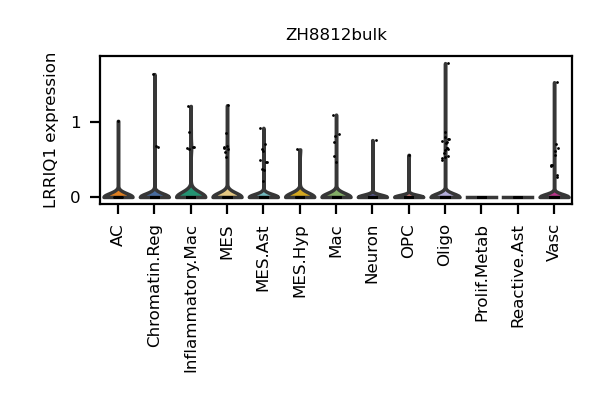 ZH8812bulk
LRRIQ1 expression
1
0
AC
Chromatin.Reg
Inflammatory.Mac
MES
MES.Ast
MES.Hyp
Mac
Neuron
OPC
Oligo
Prolif.Metab
Reactive.Ast
Vasc